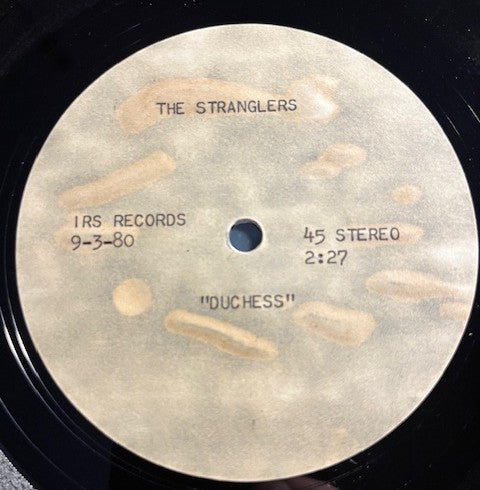 THE STRANGLERS
IRS RECORDS
9-3-80
45 STEREO
2:27
"DUCHESS"